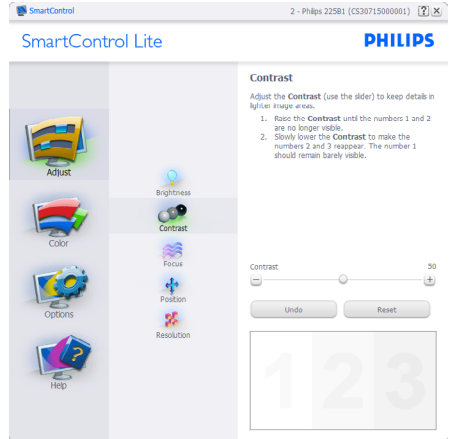 SmartControl
2 - Philips 225B1 (CS30715000001)
?
x
SmartControl Lite
PHILIPS
Adjust
Color
Options
Help
Brightness
Contrast
Focus
Position
Resolution
Contrast
Adjust the Contrast (use the slider) to keep details in
lighter image areas.
1. Raise the Contrast until the numbers 1 and 2
are no longer visible.
2. Slowly lower the Contrast to make the
numbers 2 and 3 reappear. The number 1
should remain barely visible.
Contrast
50
Undo
Reset
1 2 3